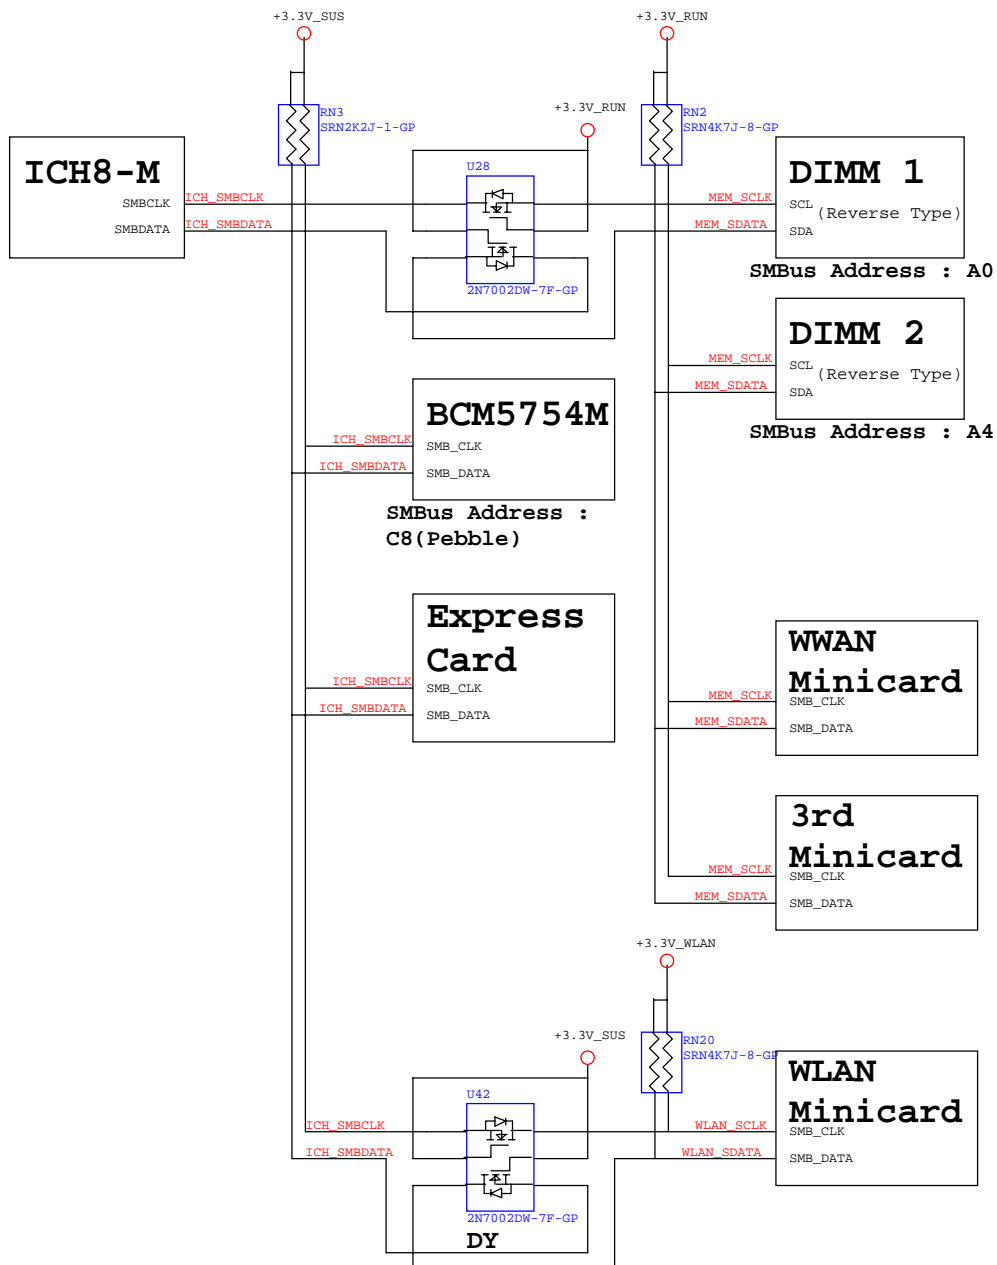 +3.3V_SUS
+3.3V_RUN
RN3
SRN2K2J-1-GP
+3.3V_RUN
RN2
SRN4K7J-8-GP
ICH8-M
SMBCLK
ICH_SMBCLK
SMBDATA
ICH_SMBDATA
U28
2N7002DW-7F-GP
MEM_SCLK
MEM_SDATA
DIMM 1
SCL
(Reverse Type)
SDA
SMBus Address : A0
DIMM 2
MEM_SCLK
SCL
(Reverse Type)
MEM_SDATA
SDA
SMBus Address : A4
BCM5754M
ICH_SMBCLK
SMB_CLK
ICH_SMBDATA
SMB_DATA
SMBus Address :
C8(Pebble)
Express
Card
ICH_SMBCLK
SMB_CLK
ICH_SMBDATA
SMB_DATA
WWAN
Minicard
MEM_SCLK
SMB_CLK
MEM_SDATA
SMB_DATA
3rd
Minicard
MEM_SCLK
SMB_CLK
MEM_SDATA
SMB_DATA
+3.3V_WLAN
+3.3V_SUS
RN20
SRN4K7J-8-GP
U42
ICH_SMBCLK
ICH_SMBDATA
2N7002DW-7F-GP
DY
WLAN
Minicard
WLAN_SCLK
SMB_CLK
WLAN_SDATA
SMB_DATA